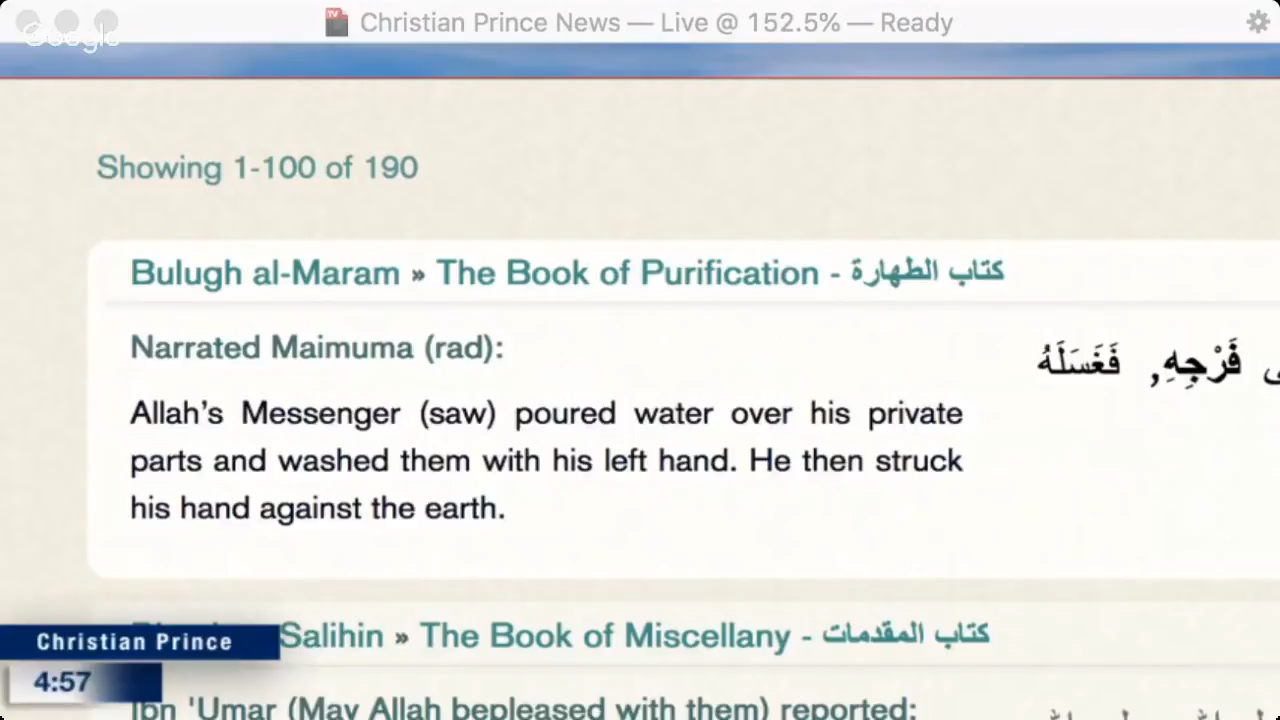 Christian Prince News — Live @ 152.5% — Ready
Google
Showing 1-100 of 190
Bulugh al-Maram » The Book of Purification - كتاب الطهارة
Narrated Maimuma (rad):
فَرْجِهِ, فَغَسَلَهُ
Allah's Messenger (saw) poured water over his private
parts and washed them with his left hand. He then struck
his hand against the earth.
Salihin » The Book of Miscellany - كتاب المقدمات
Christian Prince
4:57
Ibn 'Umar (May Allah bepleased with them) reported: